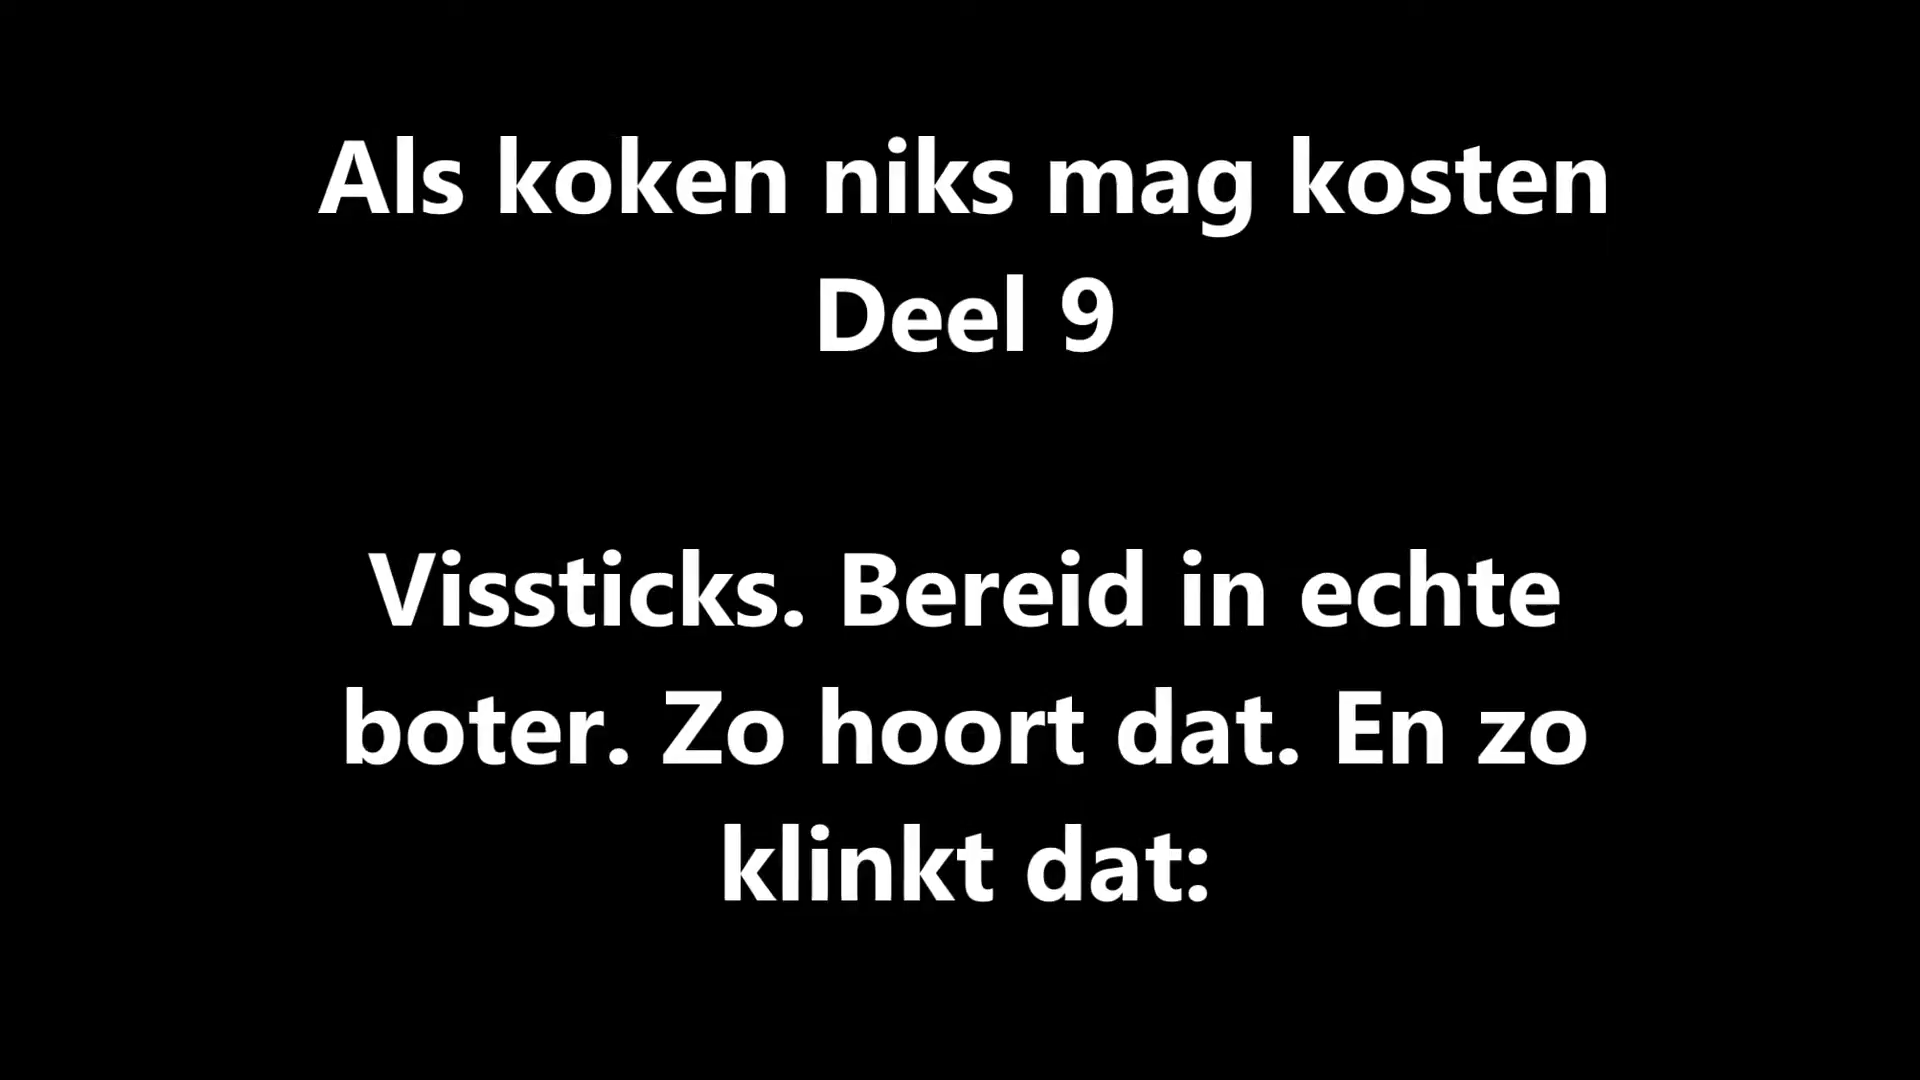 Als koken niks mag kosten
Deel 9
Vissticks. Bereid in echte
boter. Zo hoort dat. En zo
klinkt dat: